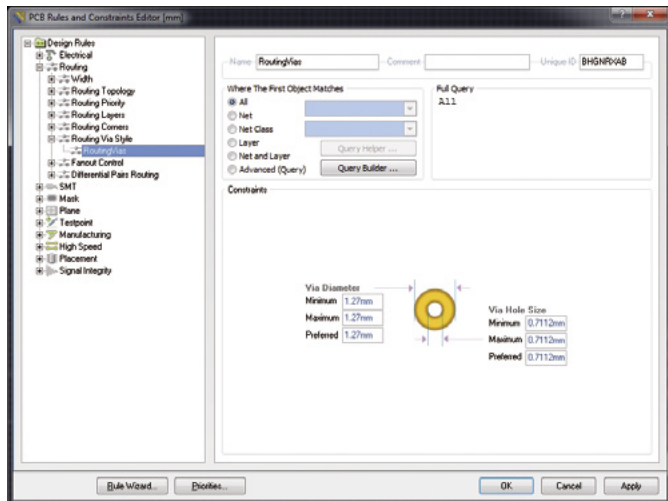 PCB Rules and Constraints Editor [mm]
Design Rules
Electrical
Routing
Width
Routing Topology
Routing Priority
Routing Layers
Routing Corners
Routing Via Style
RoutingVias
Fanout Control
Differential Pairs Routing
SMT
Mask
Plane
Testpoint
Manufacturing
High Speed
Placement
Signal Integrity
Name RoutingVias Comment Unique ID BHGNRXAB
Where The First Object Matches
All
Net
Net Class
Layer
Net and Layer
Advanced (Query)
Query Helper ...
Query Builder ...
Full Query
All
Constraints
Via Diameter
Minimum 1.27mm
Maximum 1.27mm
Preferred 1.27mm
Via Hole Size
Minimum 0.7112mm
Maximum 0.7112mm
Preferred 0.7112mm
Rule Wizard... Priorities... OK Cancel Apply